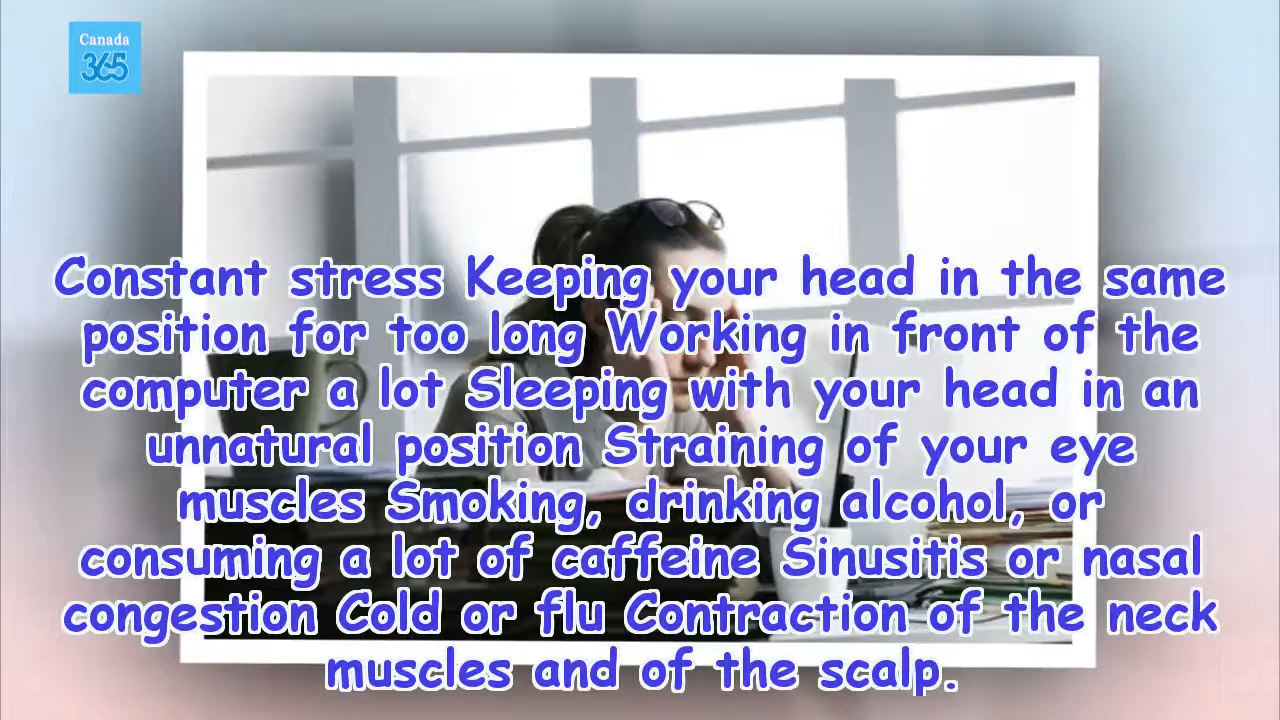 Canada
365
Constant stress Keeping your head in the same
position for too long Working in front of the
computer a lot Sleeping with your head in an
unnatural position Straining of your eye
muscles Smoking, drinking alcohol, or
consuming a lot of caffeine Sinusitis or nasal
congestion Cold or flu Contraction of the neck
muscles and of the scalp.